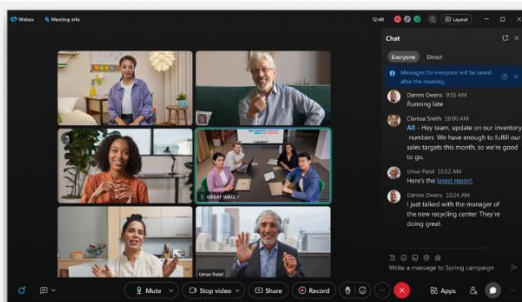 Webex
Meeting info
12:40
Layout
Chat
Everyone
Direct
Messages for everyone will be saved
after the meeting.
Darren Owens 9:55 AM
Running late
Clarissa Smith 10:00 AM
All - Hey team, update on our inventory
numbers. We have enough to fulfill our
sales targets this month, so we're good
to go.
Umar Patel 10:12 AM
Here's the latest report.
Darren Owens 10:24 AM
I just talked with the manager of
the new recycling center. They're
doing great.
GREAT WALL
Umar Patel
Write a message to Spring campaign
Mute
Stop video
Share
Record
Apps